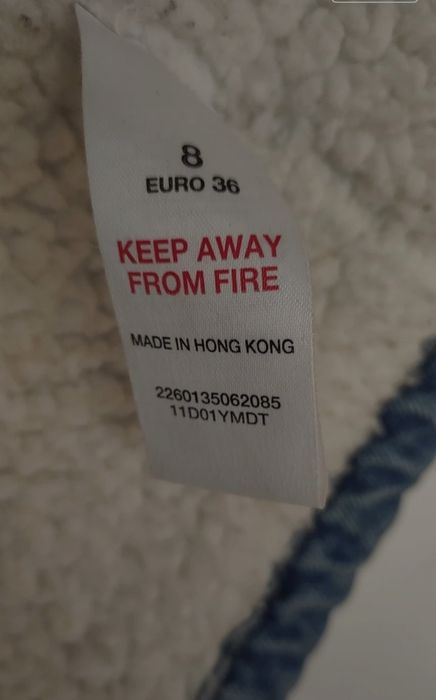 8
EURO 36
KEEP AWAY
FROM FIRE
MADE IN HONG KONG
2260135062085
11D01YMDT